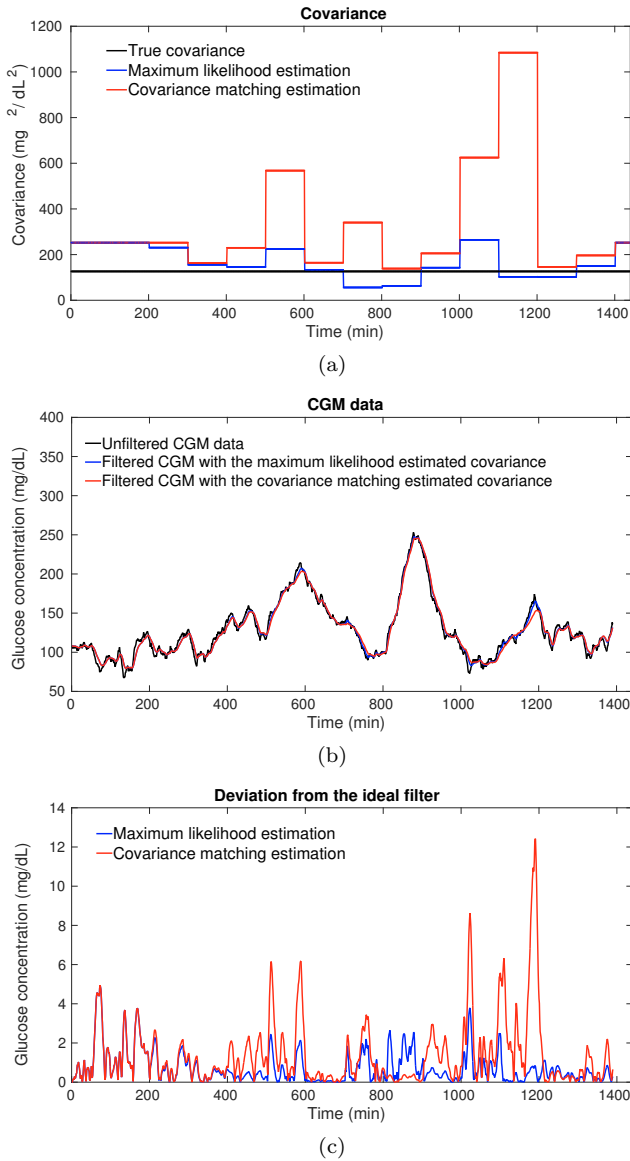 Covariance
1200
1000
800
600
400
200
0
Covariance (mg 2/ dL 2)
True covariance
Maximum likelihood estimation
Covariance matching estimation
0 200 400 600 800 1000 1200 1400
Time (min)
(a)
CGM data
400
350
300
250
200
150
100
50
Glucose concentration (mg/dL)
Unfiltered CGM data
Filtered CGM with the maximum likelihood estimated covariance
Filtered CGM with the covariance matching estimated covariance
0 200 400 600 800 1000 1200 1400
Time (min)
(b)
Deviation from the ideal filter
14
12
10
8
6
4
2
0
Glucose concentration (mg/dL)
Maximum likelihood estimation
Covariance matching estimation
0 200 400 600 800 1000 1200 1400
Time (min)
(c)